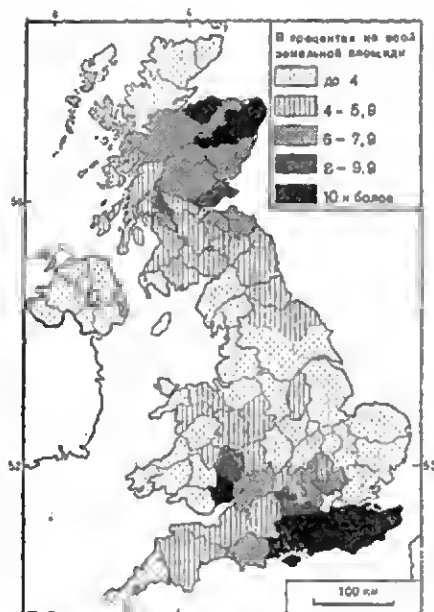 В процентах ко всей
земельной площади
до 4
4 – 5,9
6 – 7,9
8 – 9,9
10 и более
100 км